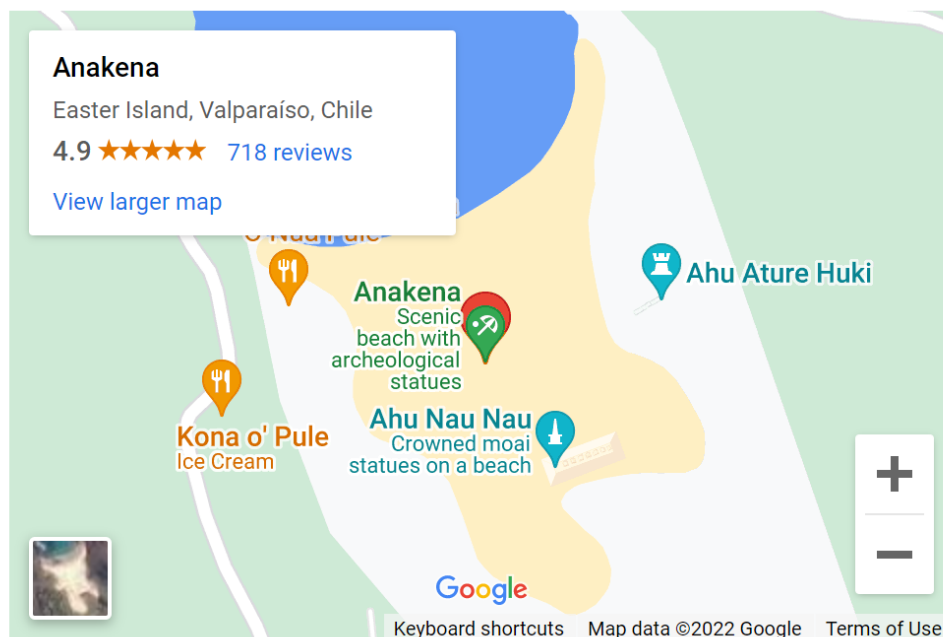 Anakena
Easter Island, Valparaíso, Chile
4.9
718 reviews
View larger map
Ahu Ature Huki
Anakena
Scenic
beach with
archeological
statues
Ahu Nau Nau
Crowned moai
statues on a beach
Kona o' Pule
Ice Cream
Google
Keyboard shortcuts
Map data ©2022 Google
Terms of Use